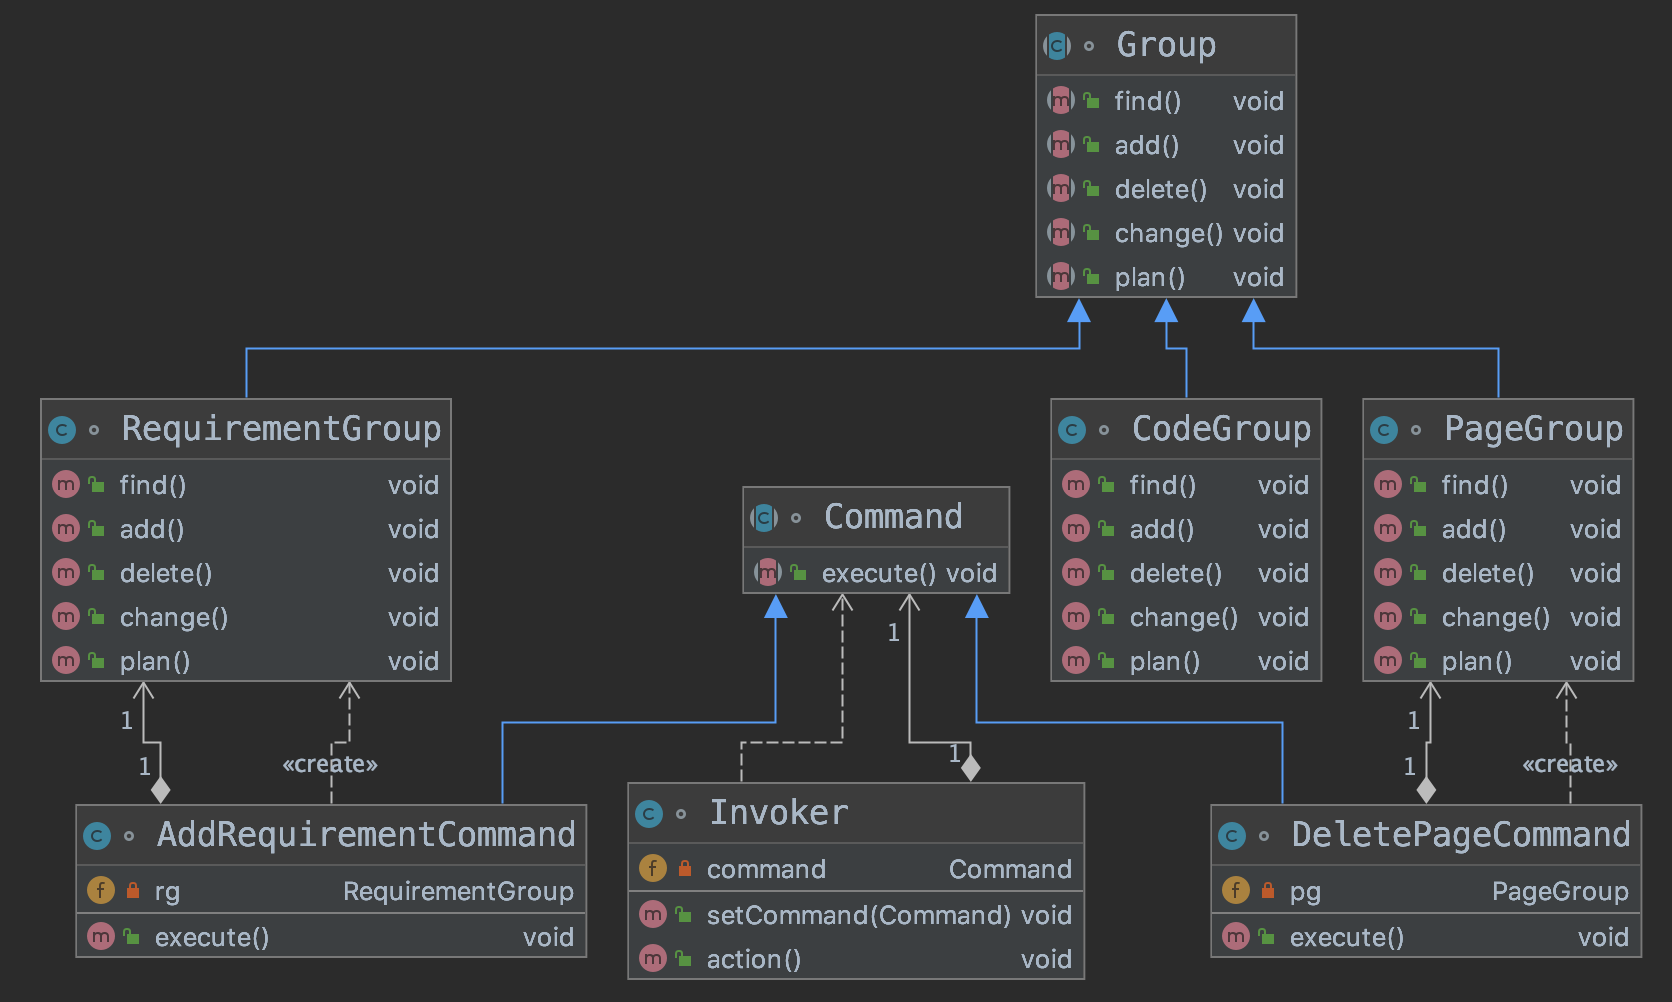 Group
find() void
add() void
delete() void
change() void
plan() void
RequirementGroup
find() void
add() void
delete() void
change() void
plan() void
Command
execute() void
CodeGroup
find() void
add() void
delete() void
change() void
plan() void
PageGroup
find() void
add() void
delete() void
change() void
plan() void
1
1
«create»
1
1
1
1
«create»
AddRequirementCommand
rg RequirementGroup
execute() void
Invoker
command Command
setCommand(Command) void
action() void
DeletePageCommand
pg PageGroup
execute() void